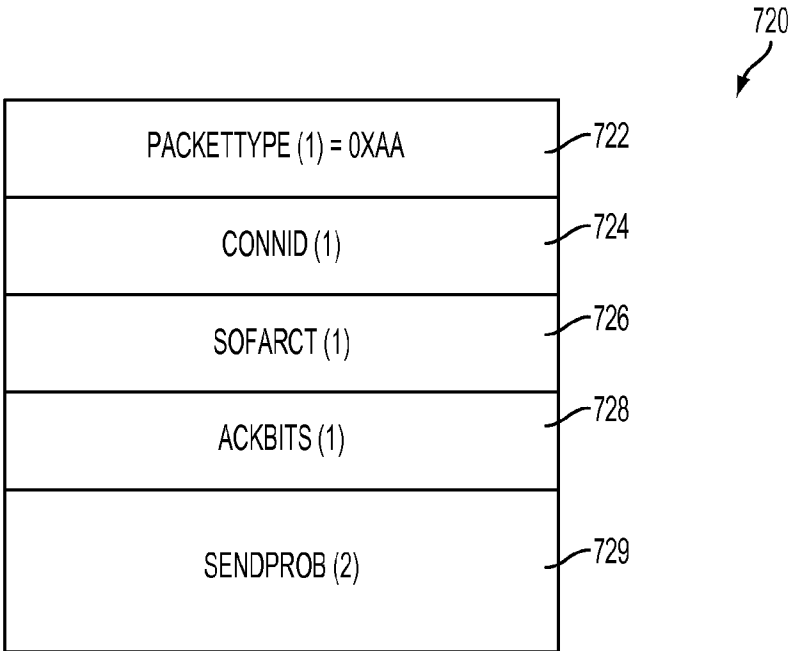 720
PACKETTYPE (1) = 0XAA
722
CONNID (1)
724
SOFARCT (1)
726
ACKBITS (1)
728
SENDPROB (2)
729